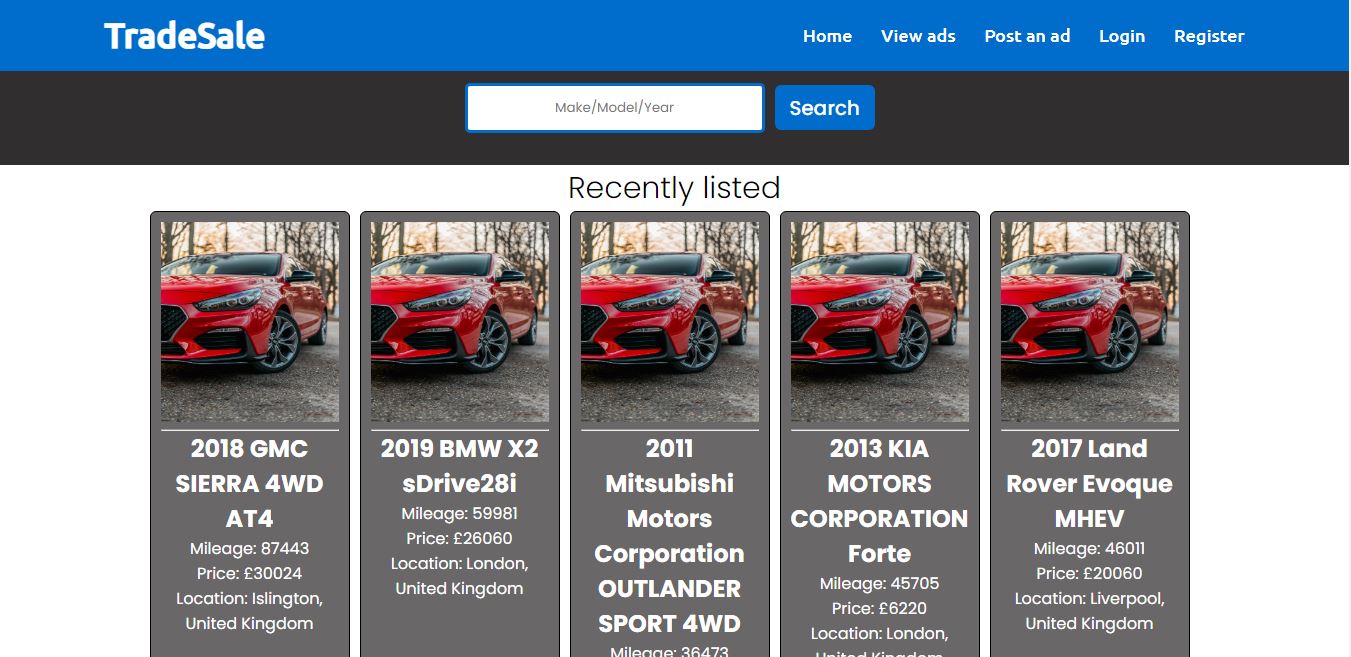 TradeSale
Home View ads Post an ad Login Register
Make/Model/Year
Search
Recently listed
2018 GMC
SIERRA 4WD
AT4
Mileage: 87443
Price: £30024
Location: Islington,
United Kingdom
2019 BMW X2
sDrive28i
Mileage: 59981
Price: £26060
Location: London,
United Kingdom
2011
Mitsubishi
Motors
Corporation
OUTLANDER
SPORT 4WD
Mileage: 36473
2013 KIA
MOTORS
CORPORATION
Forte
Mileage: 45705
Price: £6220
Location: London,
United Kingdom
2017 Land
Rover Evoque
MHEV
Mileage: 46011
Price: £20060
Location: Liverpool,
United Kingdom